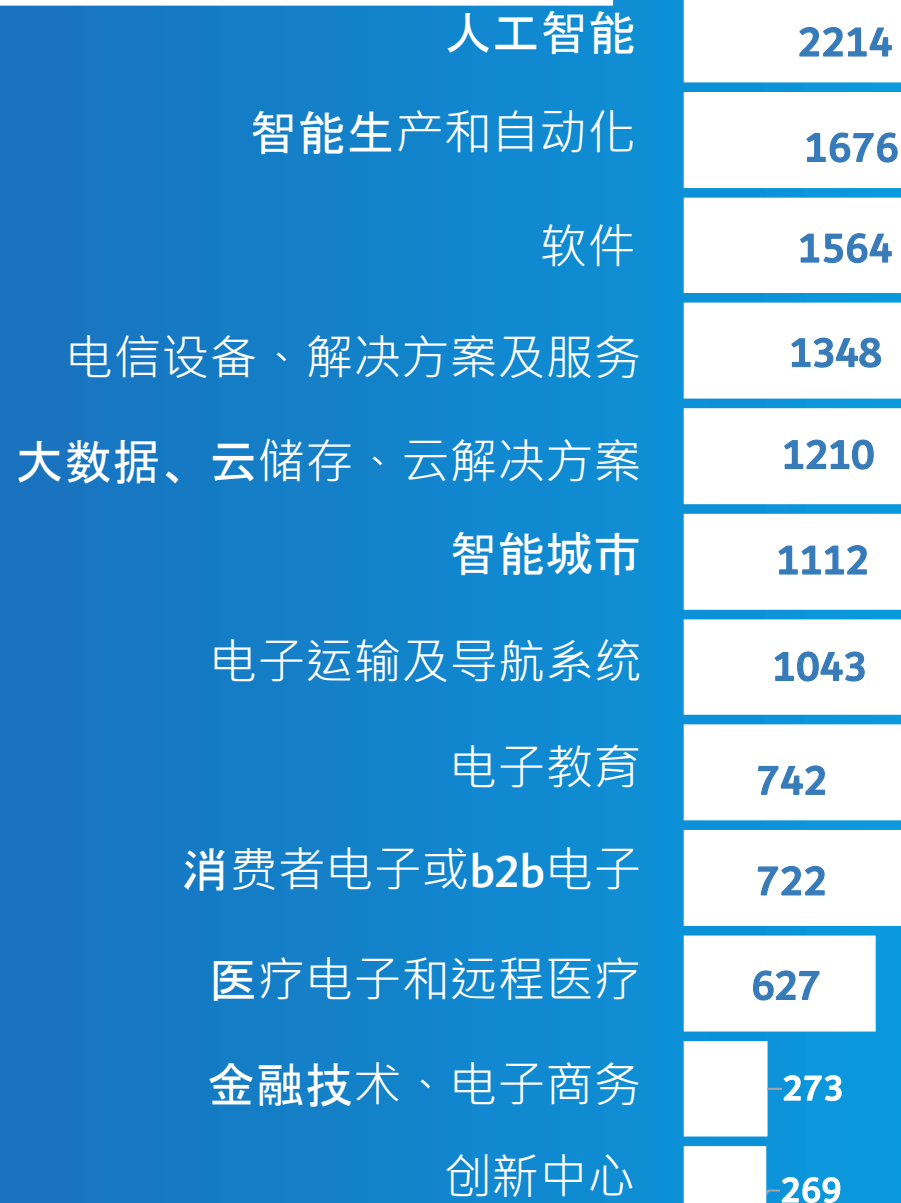 人工智能 2214
智能生产和自动化 1676
软件 1564
电信设备、解决方案及服务 1348
大数据、云储存、云解决方案 1210
智能城市 1112
电子运输及导航系统 1043
电子教育 742
消费者电子或b2b电子 722
医疗电子和远程医疗 627
金融技术、电子商务 273
创新中心 269